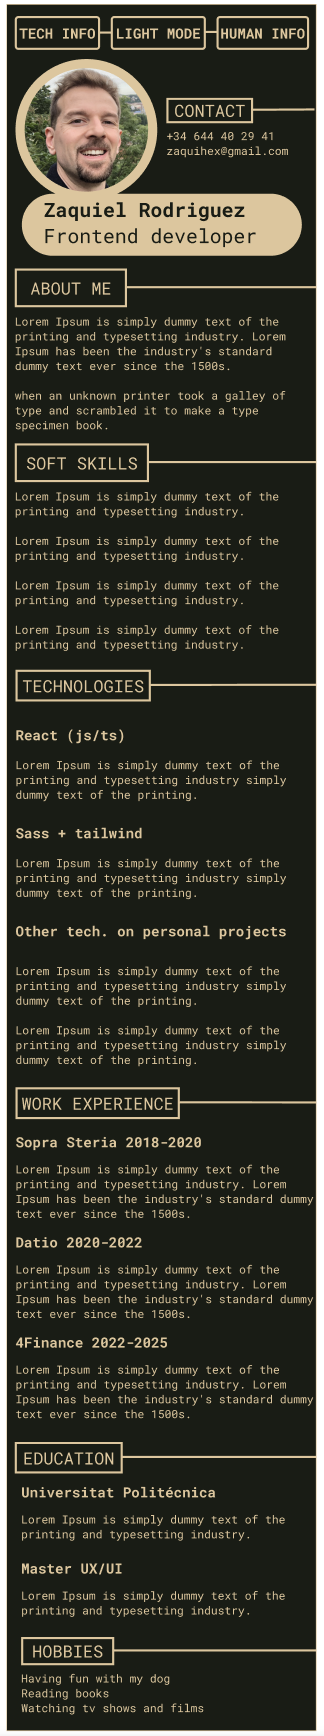 TECH INFO
LIGHT MODE
HUMAN INFO
CONTACT
+34 644 40 29 41
zaquihex@gmail.com
Zaquiel Rodriguez
Frontend developer
ABOUT ME
Lorem Ipsum is simply dummy text of the
printing and typesetting industry. Lorem
Ipsum has been the industry's standard
dummy text ever since the 1500s.
when an unknown printer took a galley of
type and scrambled it to make a type
specimen book.
SOFT SKILLS
Lorem Ipsum is simply dummy text of the
printing and typesetting industry.
Lorem Ipsum is simply dummy text of the
printing and typesetting industry.
Lorem Ipsum is simply dummy text of the
printing and typesetting industry.
Lorem Ipsum is simply dummy text of the
printing and typesetting industry.
TECHNOLOGIES
React (js/ts)
Lorem Ipsum is simply dummy text of the
printing and typesetting industry simply
dummy text of the printing.
Sass + tailwind
Lorem Ipsum is simply dummy text of the
printing and typesetting industry simply
dummy text of the printing.
Other tech. on personal projects
Lorem Ipsum is simply dummy text of the
printing and typesetting industry simply
dummy text of the printing.
Lorem Ipsum is simply dummy text of the
printing and typesetting industry simply
dummy text of the printing.
WORK EXPERIENCE
Sopra Steria 2018-2020
Lorem Ipsum is simply dummy text of the
printing and typesetting industry. Lorem
Ipsum has been the industry's standard dummy
text ever since the 1500s.
Datio 2020-2022
Lorem Ipsum is simply dummy text of the
printing and typesetting industry. Lorem
Ipsum has been the industry's standard dummy
text ever since the 1500s.
4Finance 2022-2025
Lorem Ipsum is simply dummy text of the
printing and typesetting industry. Lorem
Ipsum has been the industry's standard dummy
text ever since the 1500s.
EDUCATION
Universitat Politécnica
Lorem Ipsum is simply dummy text of the
printing and typesetting industry.
Master UX/UI
Lorem Ipsum is simply dummy text of the
printing and typesetting industry.
HOBBIES
Having fun with my dog
Reading books
Watching tv shows and films